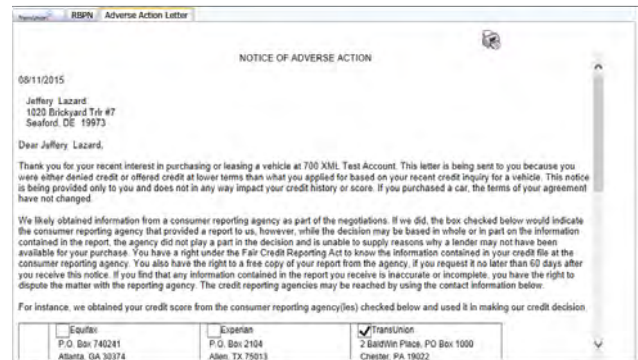 TransUnion RBPN Adverse Action Letter
NOTICE OF ADVERSE ACTION
08/11/2015
Jeffery Lazard
1020 Brickyard Trlr #7
Seaford, DE 19973
Dear Jeffery Lazard,
Thank you for your recent interest in purchasing or leasing a vehicle at 700 XML Test Account. This letter is being sent to you because you
were either denied credit or offered credit at lower terms than what you applied for based on your recent credit inquiry for a vehicle. This notice
is being provided only to you and does not in any way impact your credit history or score. If you purchased a car, the terms of your agreement
have not changed.
We likely obtained information from a consumer reporting agency as part of the negotiations. If we did, the box checked below would indicate
the consumer reporting agency that provided a report to us, however, while the decision may be based in whole or in part on the information
contained in the report, the agency did not play a part in the decision and is unable to supply reasons why a lender may not have been
available for your purchase. You have a right under the Fair Credit Reporting Act to know the information contained in your credit file at the
consumer reporting agency. You also have the right to a free copy of your report from the agency, if you request it no later than 60 days after
you receive this notice. If you find that any information contained in the report you receive is inaccurate or incomplete, you have the right to
dispute the matter with the reporting agency. The credit reporting agencies may be reached by using the contact information below.
For instance, we obtained your credit score from the consumer reporting agency(ies) checked below and used it in making our credit decision
Equifax Experian TransUnion
P.O. Box 740241 P.O. Box 2104 2 Baldwin Place, PO Box 1000
Atlanta, GA 30374 Allen, TX 75013 Chester, PA 19022